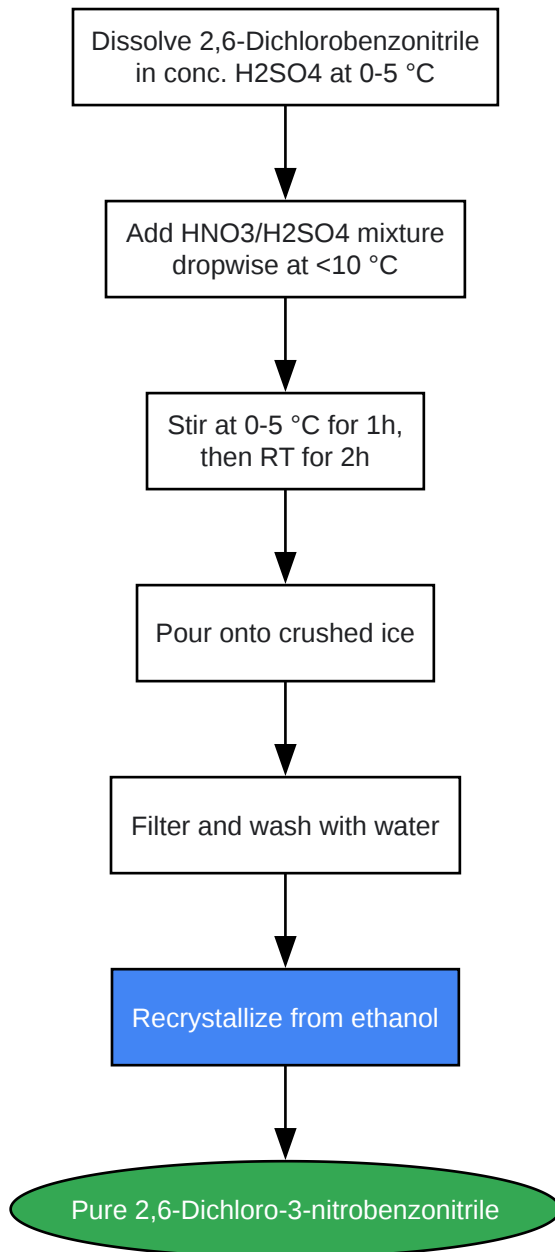 Dissolve 2,6-Dichlorobenzonitrile
in conc. H2SO4 at 0-5 °C
Add HNO3/H2SO4 mixture
dropwise at <10 °C
Stir at 0-5 °C for 1h,
then RT for 2h
Pour onto crushed ice
Filter and wash with water
Recrystallize from ethanol
Pure 2,6-Dichloro-3-nitrobenzonitrile